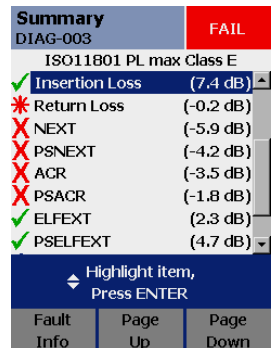 Summary
DIAG-003
FAIL
ISO11801 PL max Class E
Insertion Loss (7.4 dB)
Return Loss (-0.2 dB)
NEXT (-5.9 dB)
PSNEXT (-4.2 dB)
ACR (-3.5 dB)
PSACR (-1.8 dB)
ELFEXT (2.3 dB)
PSELFEXT (4.7 dB)
Highlight item,
Press ENTER
Fault Info
Page Up
Page Down